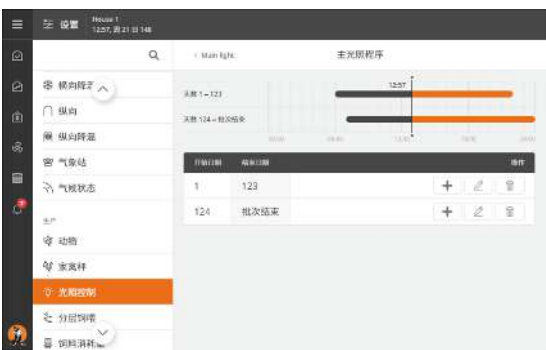 设置
House 1
12:57, 周 21 日 148
Main light
主光照程序
横向降温
纵向
纵向降温
气象站
气候状态
生产
动物
家禽秤
光照控制
分层饲喂
饲料消耗量
12:57
天数 1 – 123
天数 124 – 批次结束
开始日期 结束日期 操作
1 123
124 批次结束